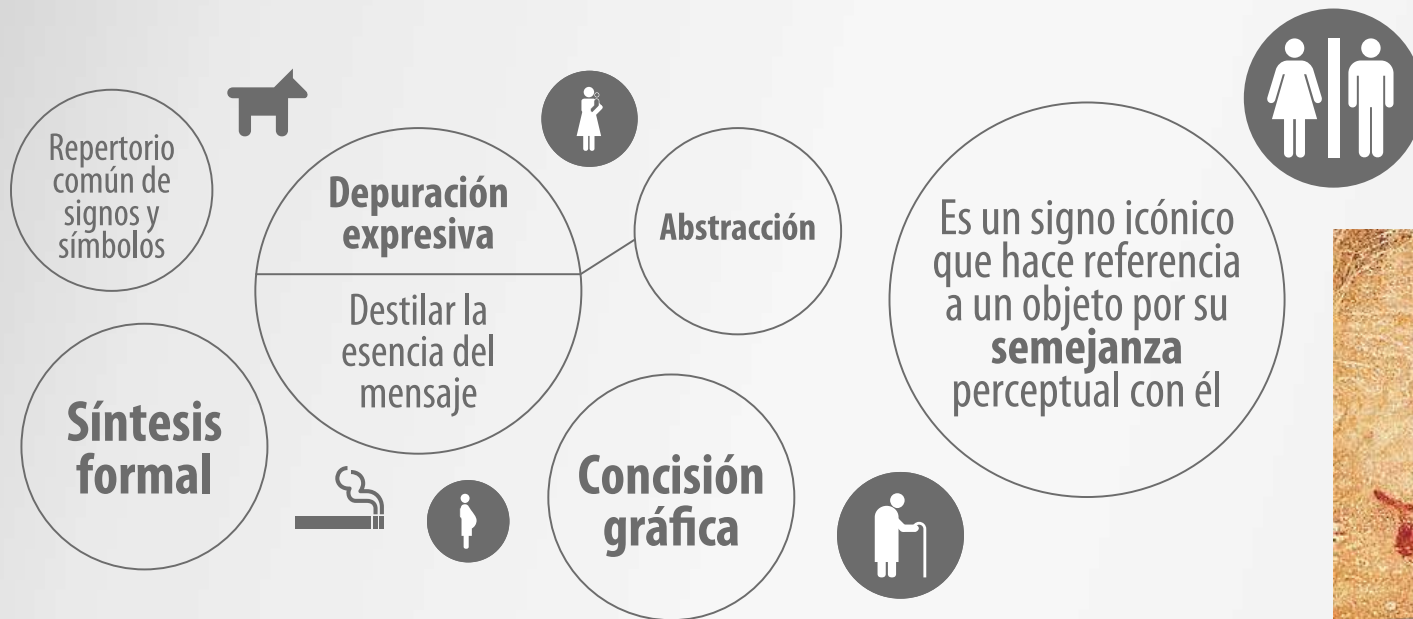 Repertorio
común de
signos y
símbolos
Depuración
expresiva
Destilar la
esencia del
mensaje
Abstracción
Síntesis
formal
Concisión
gráfica
Es un signo icónico
que hace referencia
a un objeto por su
semejanza
perceptual con él